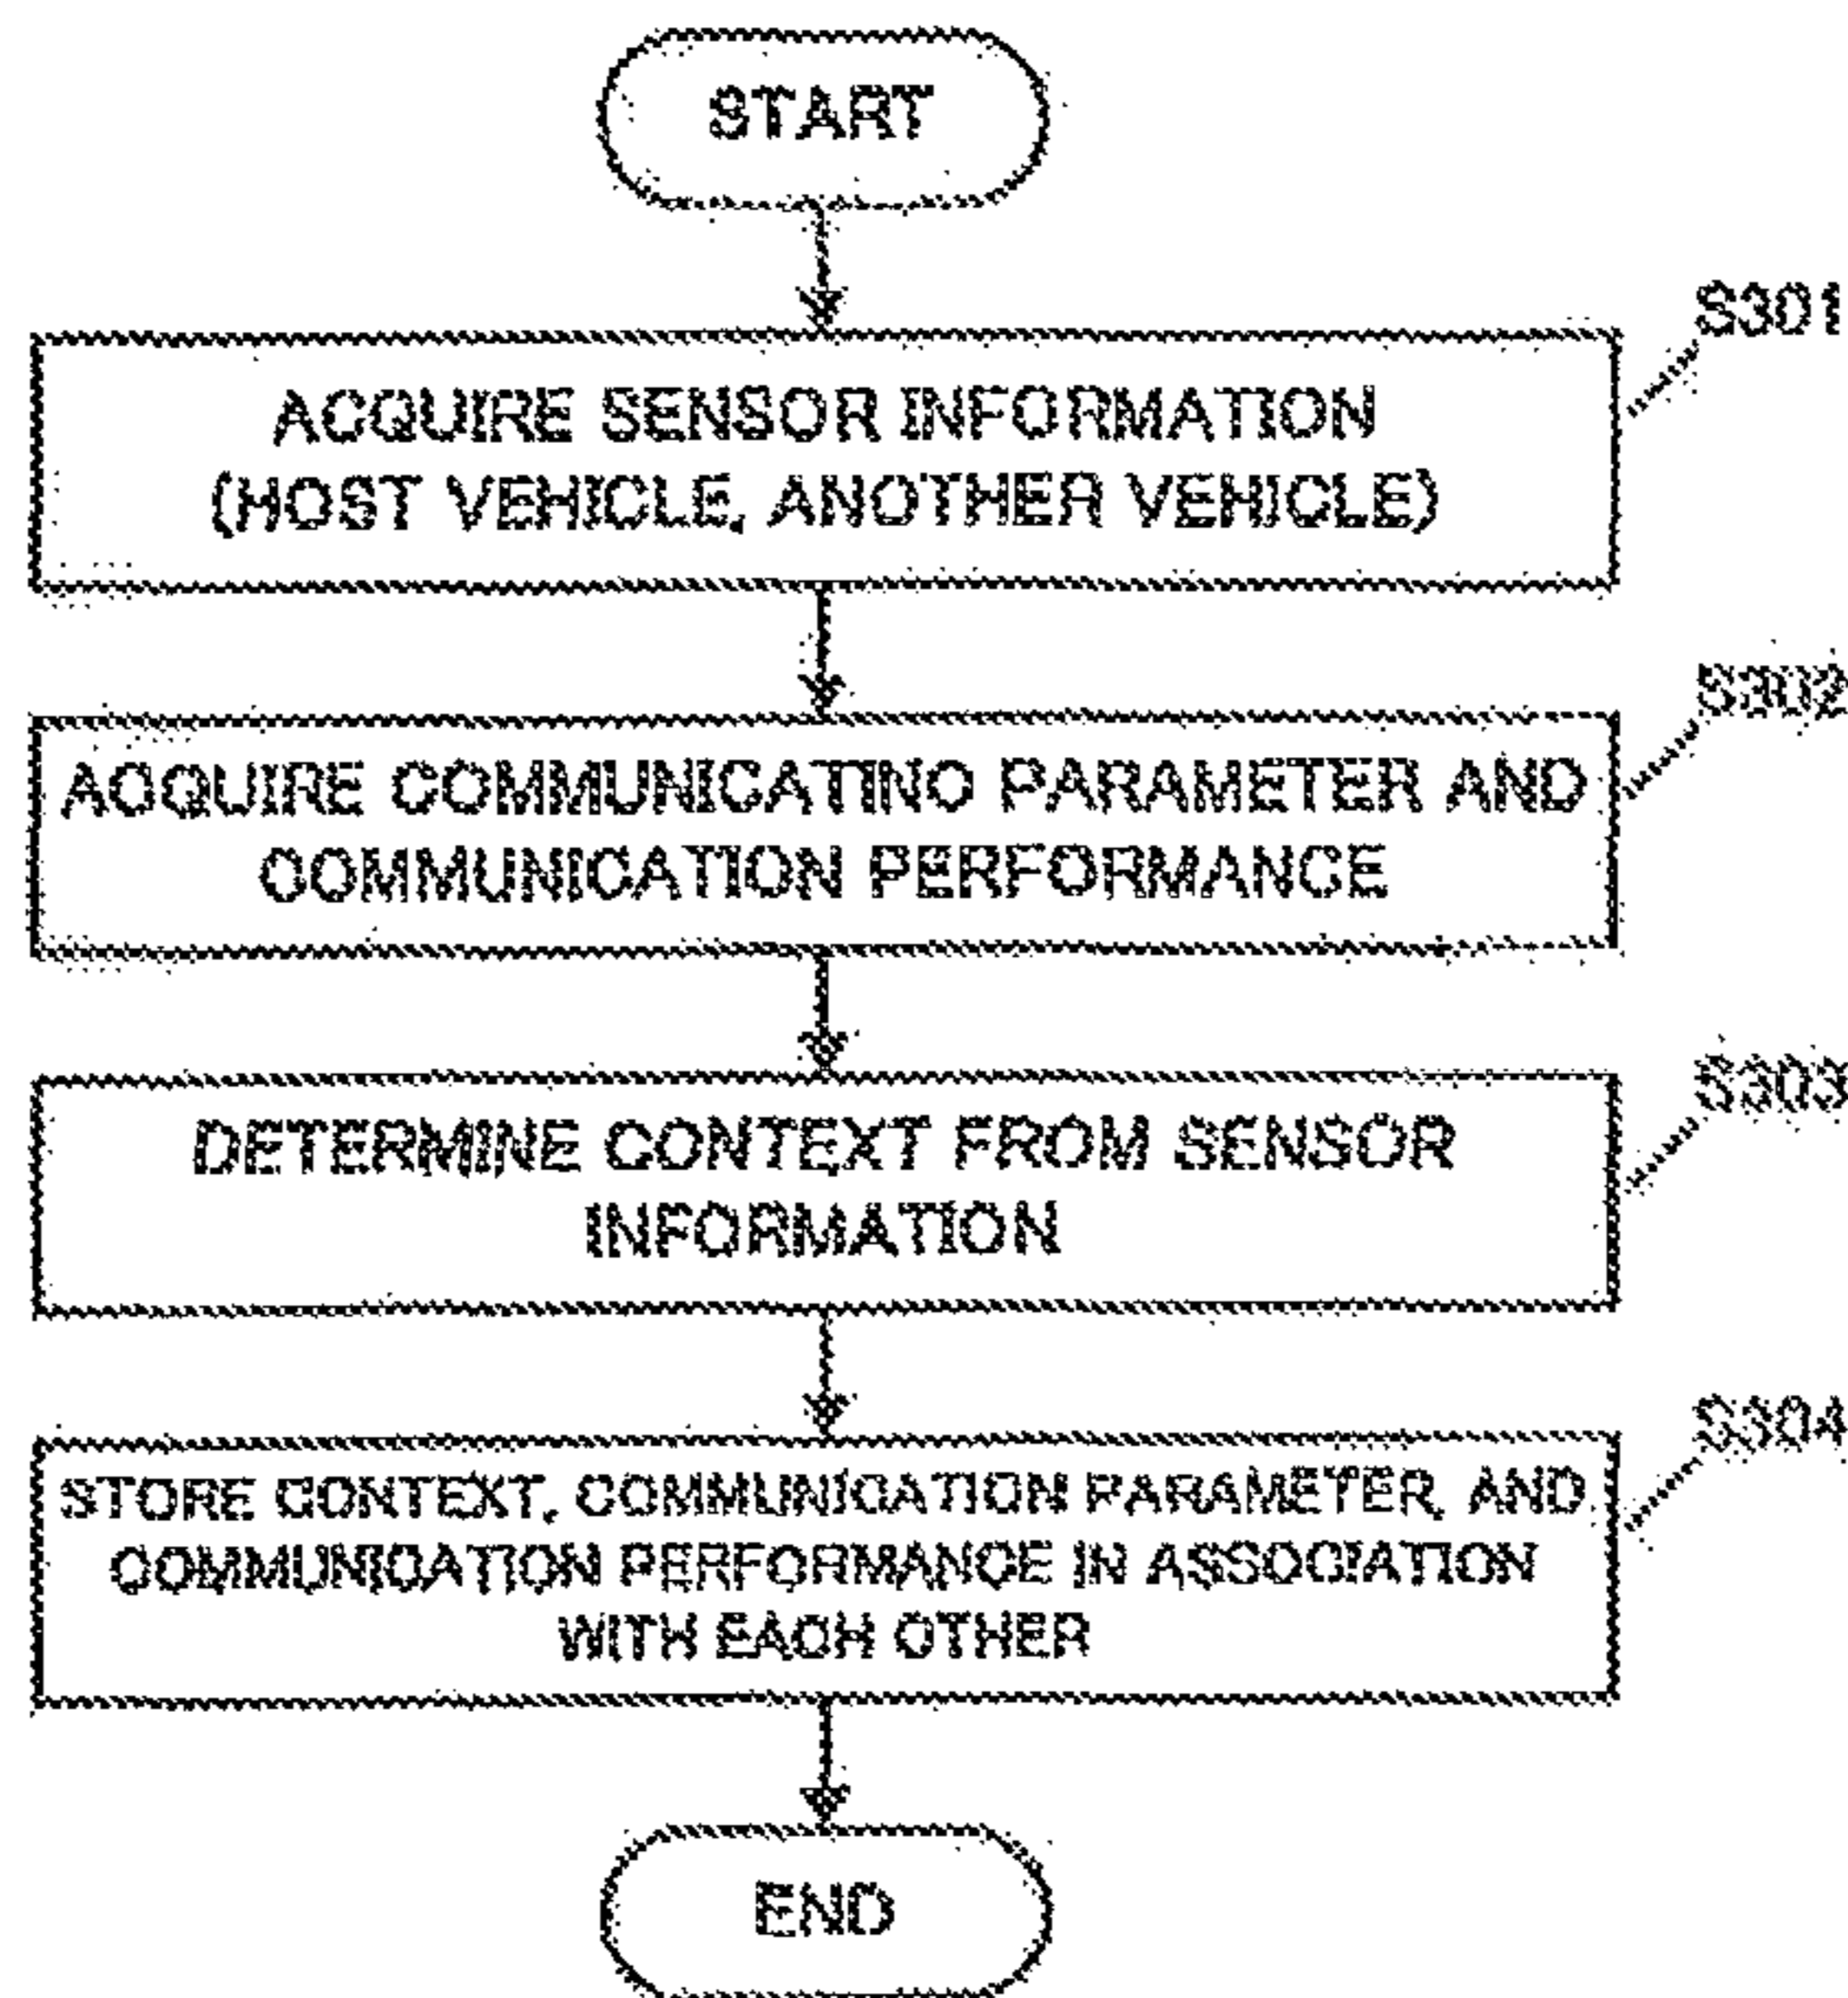 START
S301
ACQUIRE SENSOR INFORMATION
(HOST VEHICLE, ANOTHER VEHICLE)
S302
ACQUIRE COMMUNICATINO PARAMETER AND
COMMUNICATION PERFORMANCE
S303
DETERMINE CONTEXT FROM SENSOR
INFORMATION
S304
STORE CONTEXT, COMMUNICATION PARAMETER, AND
COMMUNICATION PERFORMANCE IN ASSOCIATION
WITH EACH OTHER
END